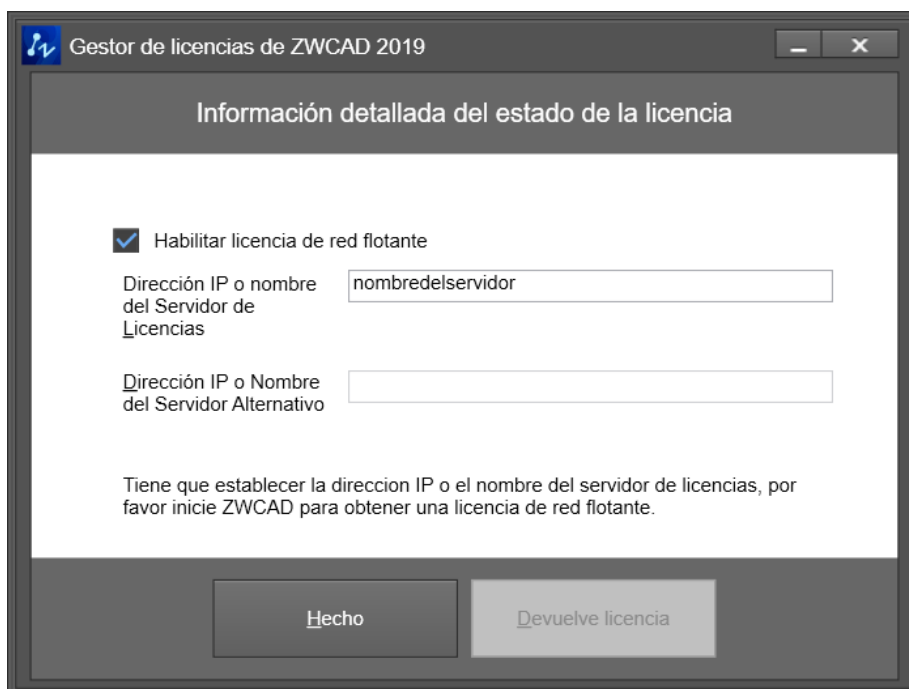 Gestor de licencias de ZWCAD 2019
Información detallada del estado de la licencia
Habilitar licencia de red flotante
Dirección IP o nombre
del Servidor de
Licencias
nombredelservidor
Dirección IP o Nombre
del Servidor Alternativo
Tiene que establecer la direccion IP o el nombre del servidor de licencias, por
favor inicie ZWCAD para obtener una licencia de red flotante.
Hecho
Devuelve licencia